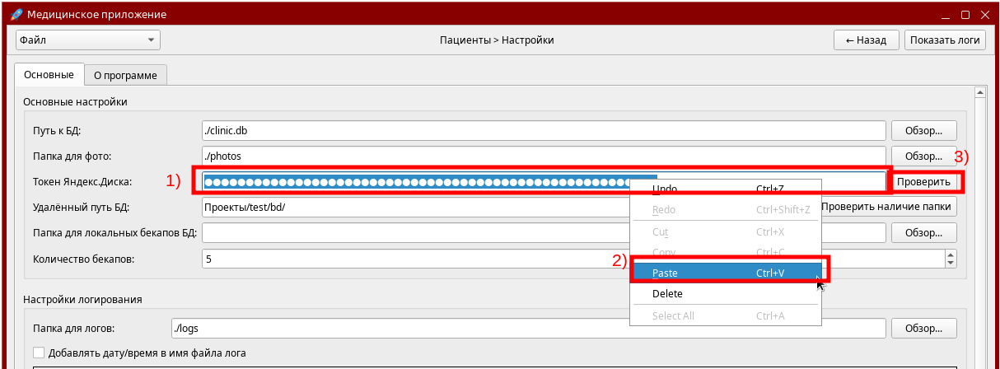 Медицинское приложение
Файл Пациенты > Настройки ← Назад Показать логи
Основные О программе
Основные настройки
Путь к БД: ./clinic.db Обзор...
Папка для фото: ./photos Обзор... 3)
Токен Яндекс.Диска: 1) Проверить
Undo Ctrl+Z
Удалённый путь БД: Проекты/test/bd/ Проверить наличие папки
Redo Ctrl+Shift+Z
Папка для локальных бекапов БД: Обзор...
Cut Ctrl+X
Copy Ctrl+C
Количество бекапов: 5
2) Paste Ctrl+V
Delete
Настройки логирования
Select All Ctrl+A
Папка для логов: ./logs Обзор...
Добавлять дату/время в имя файла лога